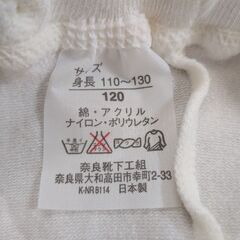 サイズ
身長 110~130
120
綿・アクリル
ナイロン・ポリウレタン
奈良靴下工組
奈良県大和高田市幸町2-33
K-NR8114 日本製